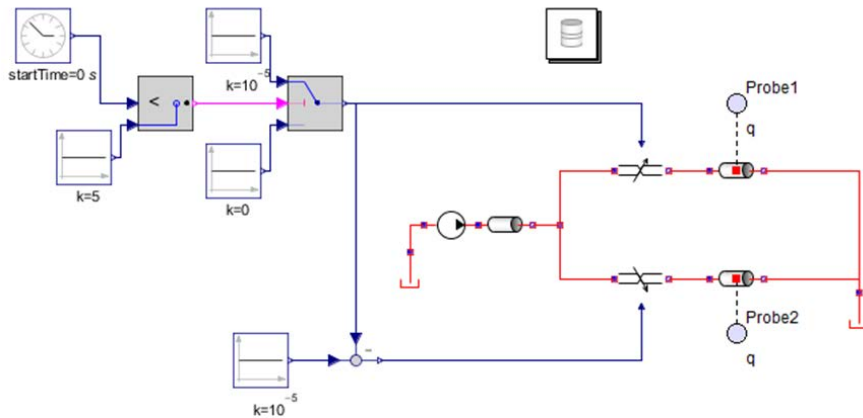 startTime=0 s
k=10⁻⁵
<
k=5
k=0
Probe1
q
Probe2
q
-
k=10⁻⁵